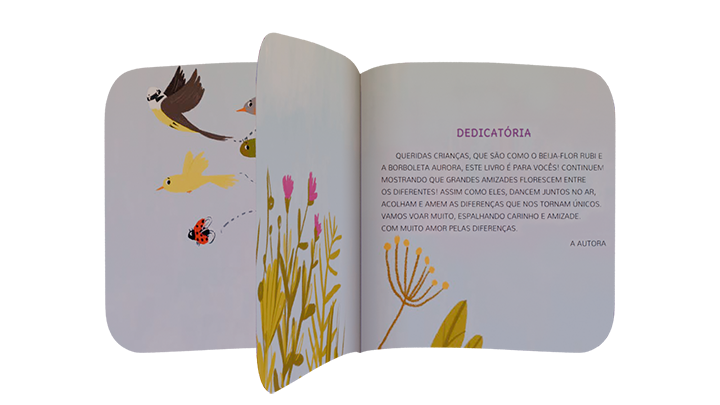 DEDICATÓRIA
QUERIDAS CRIANÇAS, QUE SÃO COMO O BEIJA-FLOR RUBI E
A BORBOLETA AURORA, ESTE LIVRO É PARA VOCÊS! CONTINUEM
MOSTRANDO QUE GRANDES AMIZADES FLORESCEM ENTRE
OS DIFERENTES! ASSIM COMO ELES, DANCEM JUNTOS NO AR,
ACOLHAM E AMEM AS DIFERENÇAS QUE NOS TORNAM ÚNICOS.
VAMOS VOAR MUITO, ESPALHANDO CARINHO E AMIZADE.
COM MUITO AMOR PELAS DIFERENÇAS.
A AUTORA